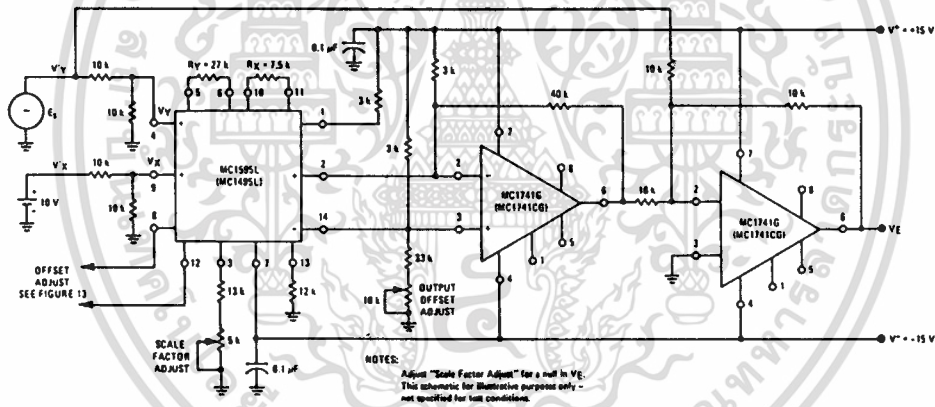 V'Y
10 k
RY = 27 k
RX = 7.5 k
0.1 µF
3 k
3 k
10 k
V+ = +15 V
5
6
10
11
40 k
10 k
ES
10 k
VY
4
+
1
3 k
7
7
MC1595L
(MC1495L)
V'X
10 k
VX
9
+
2
2
−
8
MC1741G
(MC1741CG)
6
2
−
8
MC1741G
(MC1741CG)
6
VE
10 V
10 k
8
−
14
3
+
5
1
3
+
5
1
OFFSET
ADJUST
SEE FIGURE 13
12
3
7
13
13 k
12 k
33 k
4
4
10 k
OUTPUT
OFFSET
ADJUST
SCALE
FACTOR
ADJUST
5 k
0.1 µF
V− = −15 V
NOTES:
Adjust "Scale Factor Adjust" for a null in VE.
This schematic for illustrative purposes only –
not specified for test conditions.